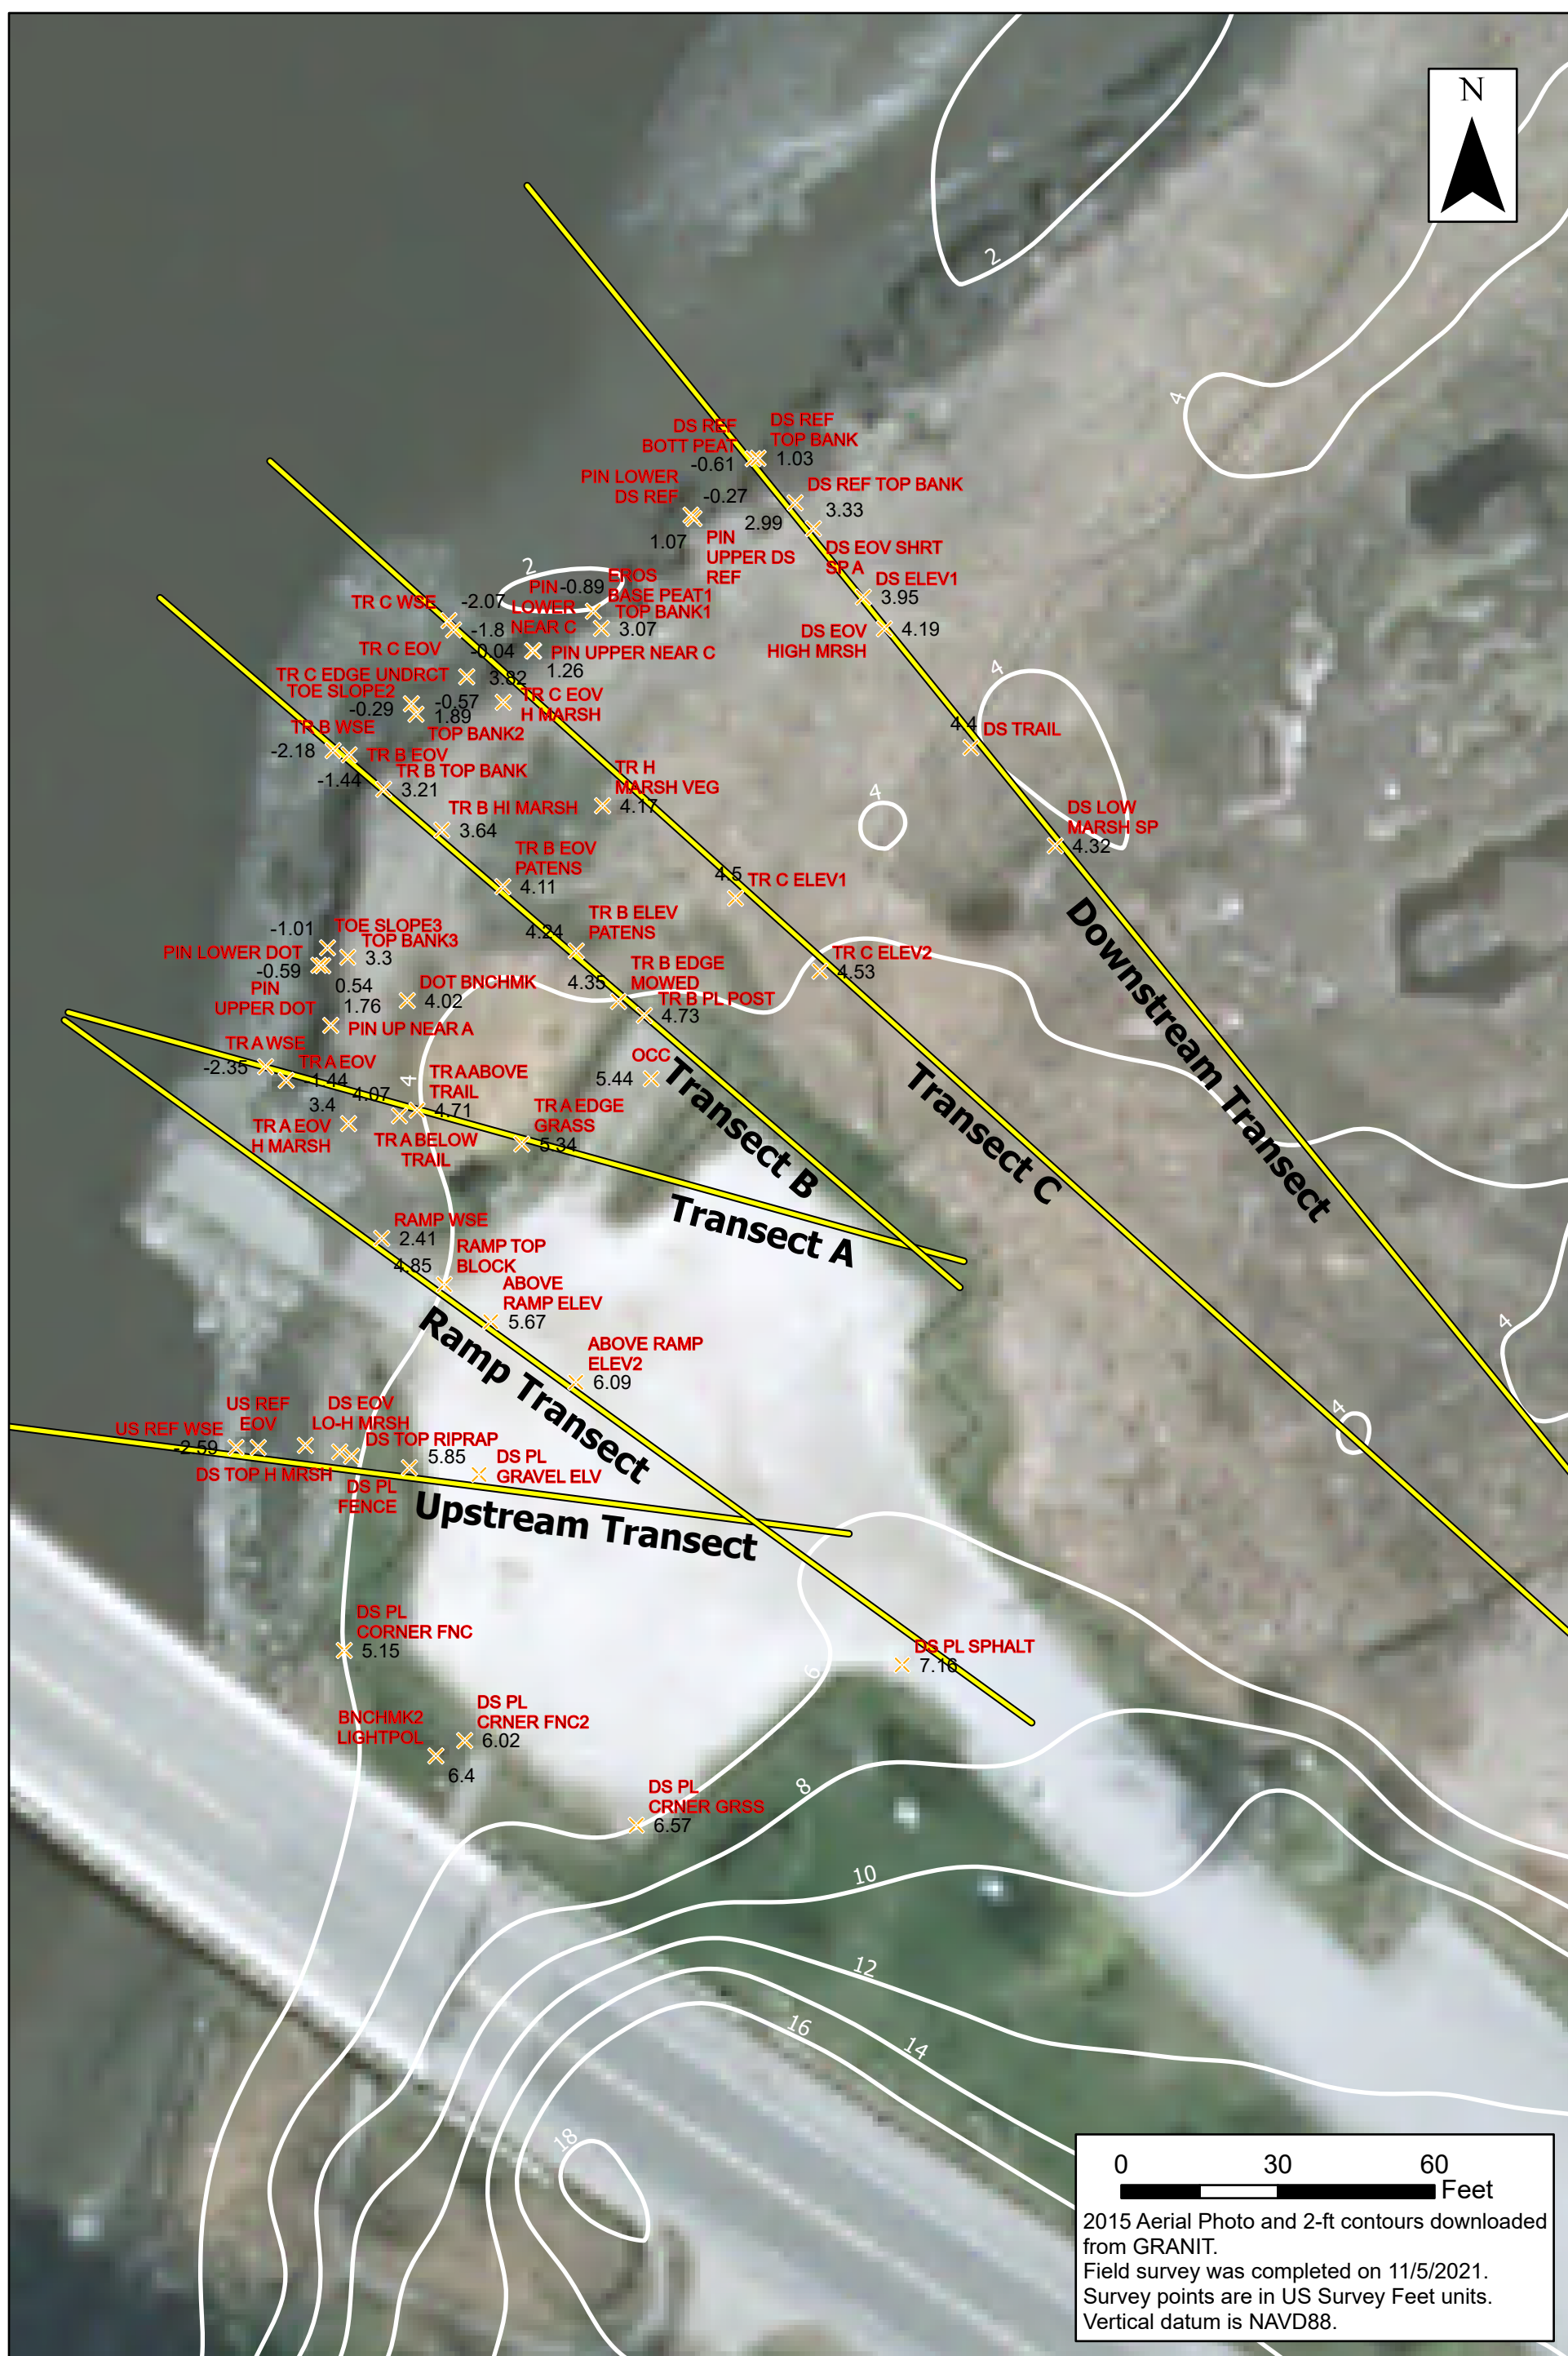 N
2
4
DS REF
TOP BANK
1.03
DS REF
BOTT PEAT
-0.61
PIN LOWER
DS REF
-0.27
1.07
PIN
UPPER DS
REF
DS REF TOP BANK
3.33
2.99
DS EOV SHRT
SP A
DS ELEV1
3.95
DS EOV
HIGH MRSH
4.19
2
PIN
LOWER
NEAR C
-0.89
EROS
BASE PEAT1
TOP BANK1
3.07
TR C WSE
-2.07
-1.8
TR C EOV
-0.04
PIN UPPER NEAR C
1.26
TR C EDGE UNDRCT
3.82
TOE SLOPE2
-0.29
-0.57
1.89
TR C EOV
H MARSH
TOP BANK2
TR B WSE
-2.18
TR B EOV
-1.44
TR B TOP BANK
3.21
4
4.4
DS TRAIL
TR H
MARSH VEG
4.17
4
TR B HI MARSH
3.64
DS LOW
MARSH SP
4.32
TR B EOV
PATENS
4.11
4.5
TR C ELEV1
TR B ELEV
PATENS
4.24
-1.01
TOE SLOPE3
TOP BANK3
3.3
PIN LOWER DOT
-0.59
PIN
UPPER DOT
0.54
1.76
DOT BNCHMK
4.02
PIN UP NEAR A
4.35
TR B EDGE
MOWED
TR B PL POST
4.73
TR C ELEV2
4.53
TR A WSE
-2.35
TR A EOV
-1.44
4.07
3.4
TR A EOV
H MARSH
4
TR A ABOVE
TRAIL
4.71
TR A BELOW
TRAIL
OCC
5.44
TR A EDGE
GRASS
5.34
Transect B
Transect C
Downstream Transect
Transect A
RAMP WSE
2.41
4.85
RAMP TOP
BLOCK
ABOVE
RAMP ELEV
5.67
ABOVE RAMP
ELEV2
6.09
Ramp Transect
4
4
US REF WSE
-2.59
US REF
EOV
DS EOV
LO-H MRSH
DS TOP RIPRAP
5.85
DS TOP H MRSH
DS PL
FENCE
DS PL
GRAVEL ELV
Upstream Transect
DS PL
CORNER FNC
5.15
DS PL SPHALT
7.16
6
BNCHMK2
LIGHTPOL
6.4
DS PL
CRNER FNC2
6.02
DS PL
CRNER GRSS
6.57
8
10
12
14
16
18
0 30 60
Feet
2015 Aerial Photo and 2-ft contours downloaded
from GRANIT.
Field survey was completed on 11/5/2021.
Survey points are in US Survey Feet units.
Vertical datum is NAVD88.